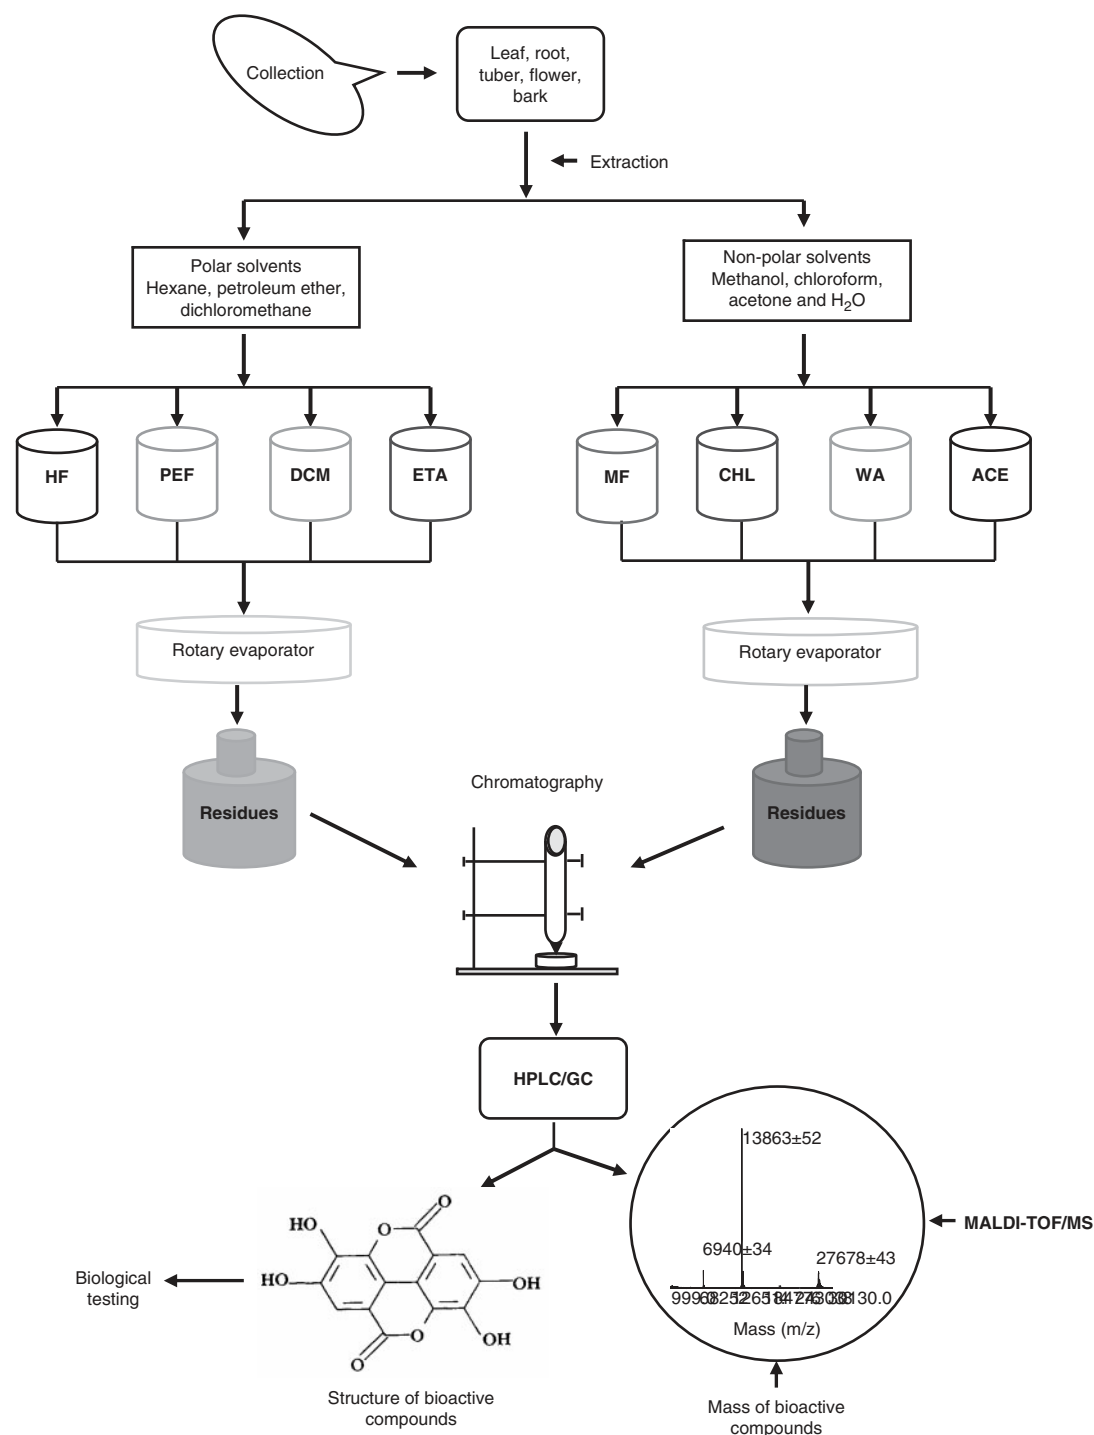 Collection
Leaf, root,
tuber, flower,
bark
Extraction
Polar solvents
Hexane, petroleum ether,
dichloromethane
Non-polar solvents
Methanol, chloroform,
acetone and H₂O
HF
PEF
DCM
ETA
MF
CHL
WA
ACE
Rotary evaporator
Rotary evaporator
Residues
Residues
Chromatography
HPLC/GC
13863±52
6940±34
27678±43
Mass (m/z)
MALDI-TOF/MS
HO
O
O
HO
OH
O
O
OH
Biological
testing
Structure of bioactive
compounds
Mass of bioactive
compounds